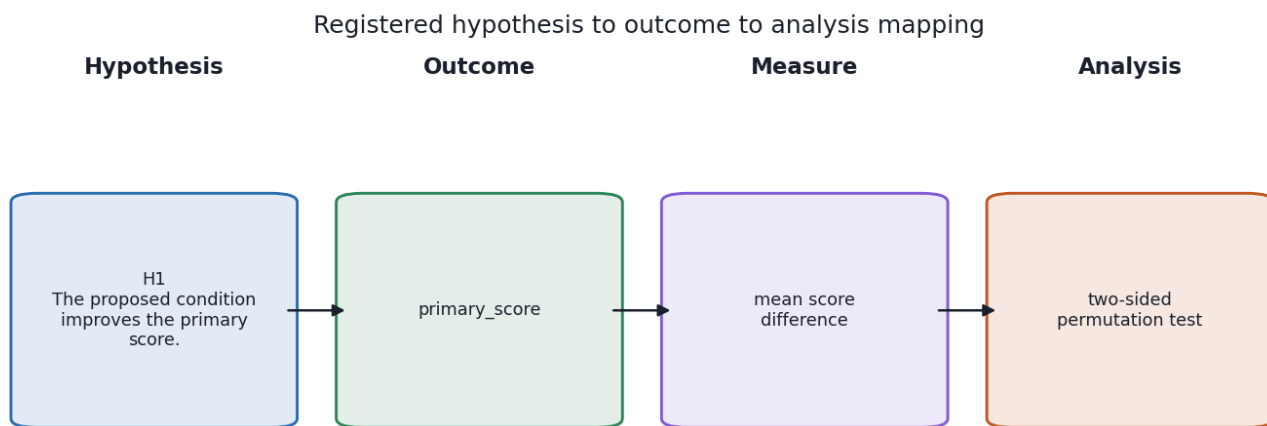 Registered hypothesis to outcome to analysis mapping
Hypothesis
Outcome
Measure
Analysis
H1
The proposed condition
improves the primary
score.
primary_score
mean score
difference
two-sided
permutation test